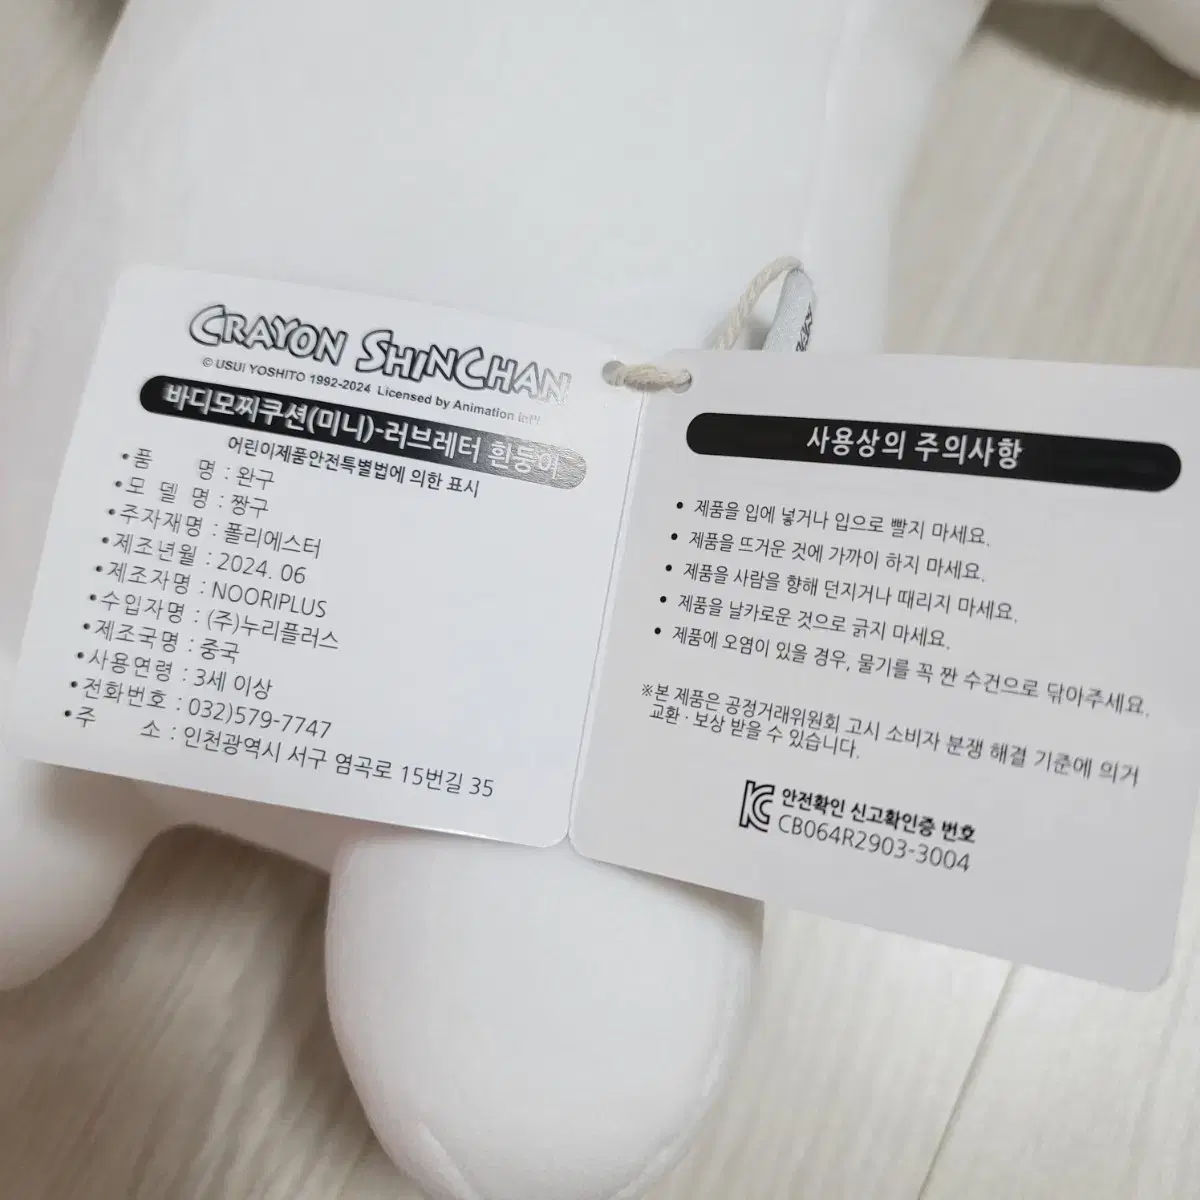 CRAYON SHINCHAN
© USUI YOSHITO 1992-2024 Licensed by Animation
바디모찌쿠션(미니)-러브레터 흰둥이
어린이제품안전특별법에 의한 표시
•품 명 : 완구
•모 델 명 : 짱구
•주자재명 : 폴리에스터
•제조년월 : 2024. 06
•제조자명 : NOORIPLUS
•수입자명 : (주)누리플러스
•제조국명 : 중국
•사용연령 : 3세 이상
•전화번호 : 032)579-7747
•주 소 : 인천광역시 서구 염곡로 15번길 35
사용상의 주의사항
• 제품을 입에 넣거나 입으로 빨지 마세요.
• 제품을 뜨거운 것에 가까이 하지 마세요.
• 제품을 사람을 향해 던지거나 때리지 마세요.
• 제품을 날카로운 것으로 긁지 마세요.
• 제품에 오염이 있을 경우, 물기를 꼭 짠 수건으로 닦아주세요.
※본 제품은 공정거래위원회 고시 소비자 분쟁 해결 기준에 의거
교환·보상 받을 수 있습니다.
안전확인 신고확인증 번호
CB064R2903-3004